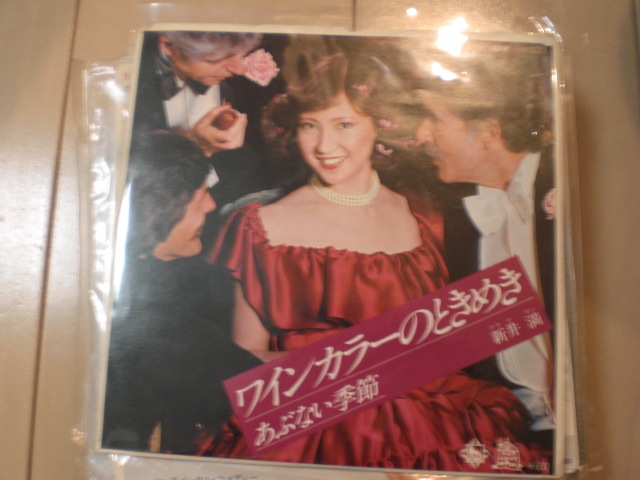 ワインカラーのときめき
新井 満
あぶない季節